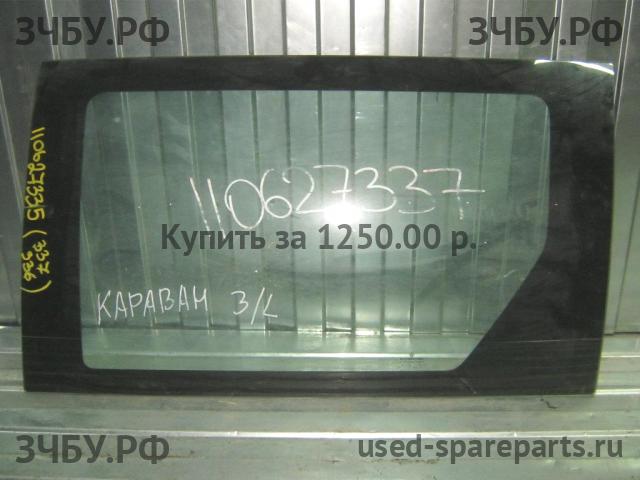 ЗЧБУ.РФ
ЗЧБУ.РФ
110627337
Купить за 1250.00 р.
КАРАВАН З/L
ЗЧБУ.РФ
used-spareparts.ru